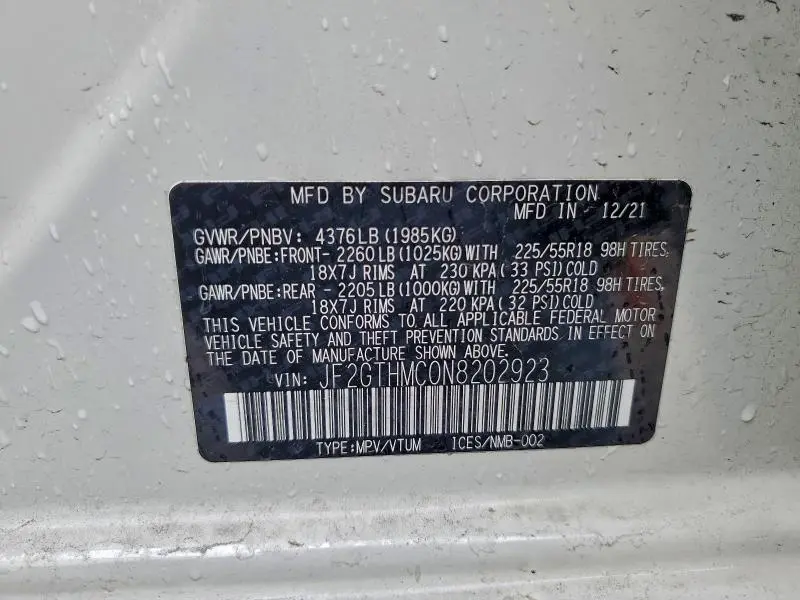 MFD BY SUBARU CORPORATION
MFD IN 12/21
GVWR/PNBV: 4376LB(1985KG)
GAWR/PNBE:FRONT- 2260LB(1025KG)WITH 225/55R18 98H TIRES,
18X7J RIMS AT 230 KPA(33 PSI)COLD
GAWR/PNBE:REAR - 2205LB(1000KG)WITH 225/55R18 98H TIRES,
18X7J RIMS AT 220 KPA(32 PSI)COLD
THIS VEHICLE CONFORMS TO ALL APPLICABLE FEDERAL MOTOR
VEHICLE SAFETY AND THEFT PREVENTION STANDARDS IN EFFECT ON
THE DATE OF MANUFACTURE SHOWN ABOVE.
VIN: JF2GTHMC0N8202923
TYPE:MPV/VTUM ICES/NMB-002